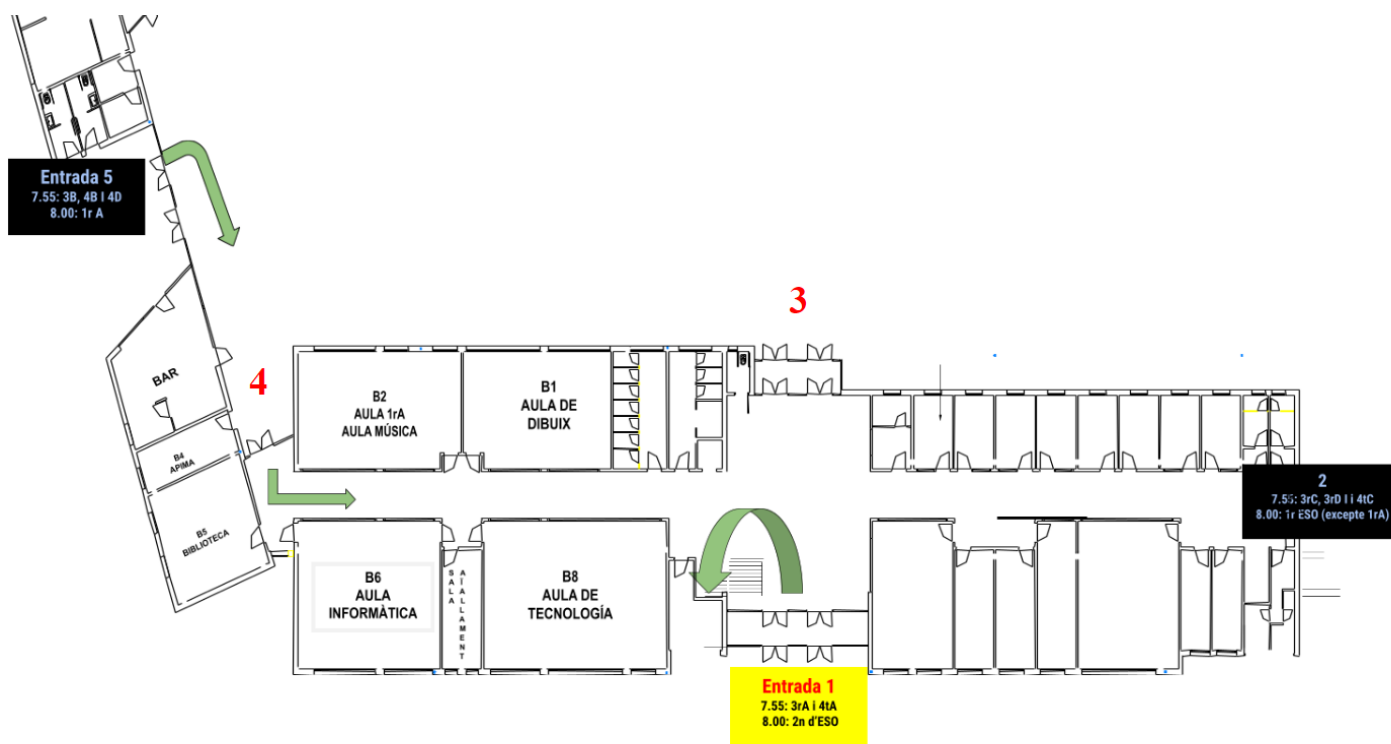 Entrada 5
7.55: 3B, 4B I 4D
8.00: 1r A
3
BAR
4
B2
AULA 1rA
AULA MÚSICA
B1
AULA DE
DIBUIX
B4
APIMA
B5
BIBLIOTECA
2
7.55: 3rC, 3rD I i 4tC
8.00: 1r ESO (excepte 1rA)
B6
AULA
INFORMÀTICA
SALA
AÍALLAMENT
B8
AULA DE
TECNOLOGÍA
Entrada 1
7.55: 3rA i 4tA
8.00: 2n d'ESO